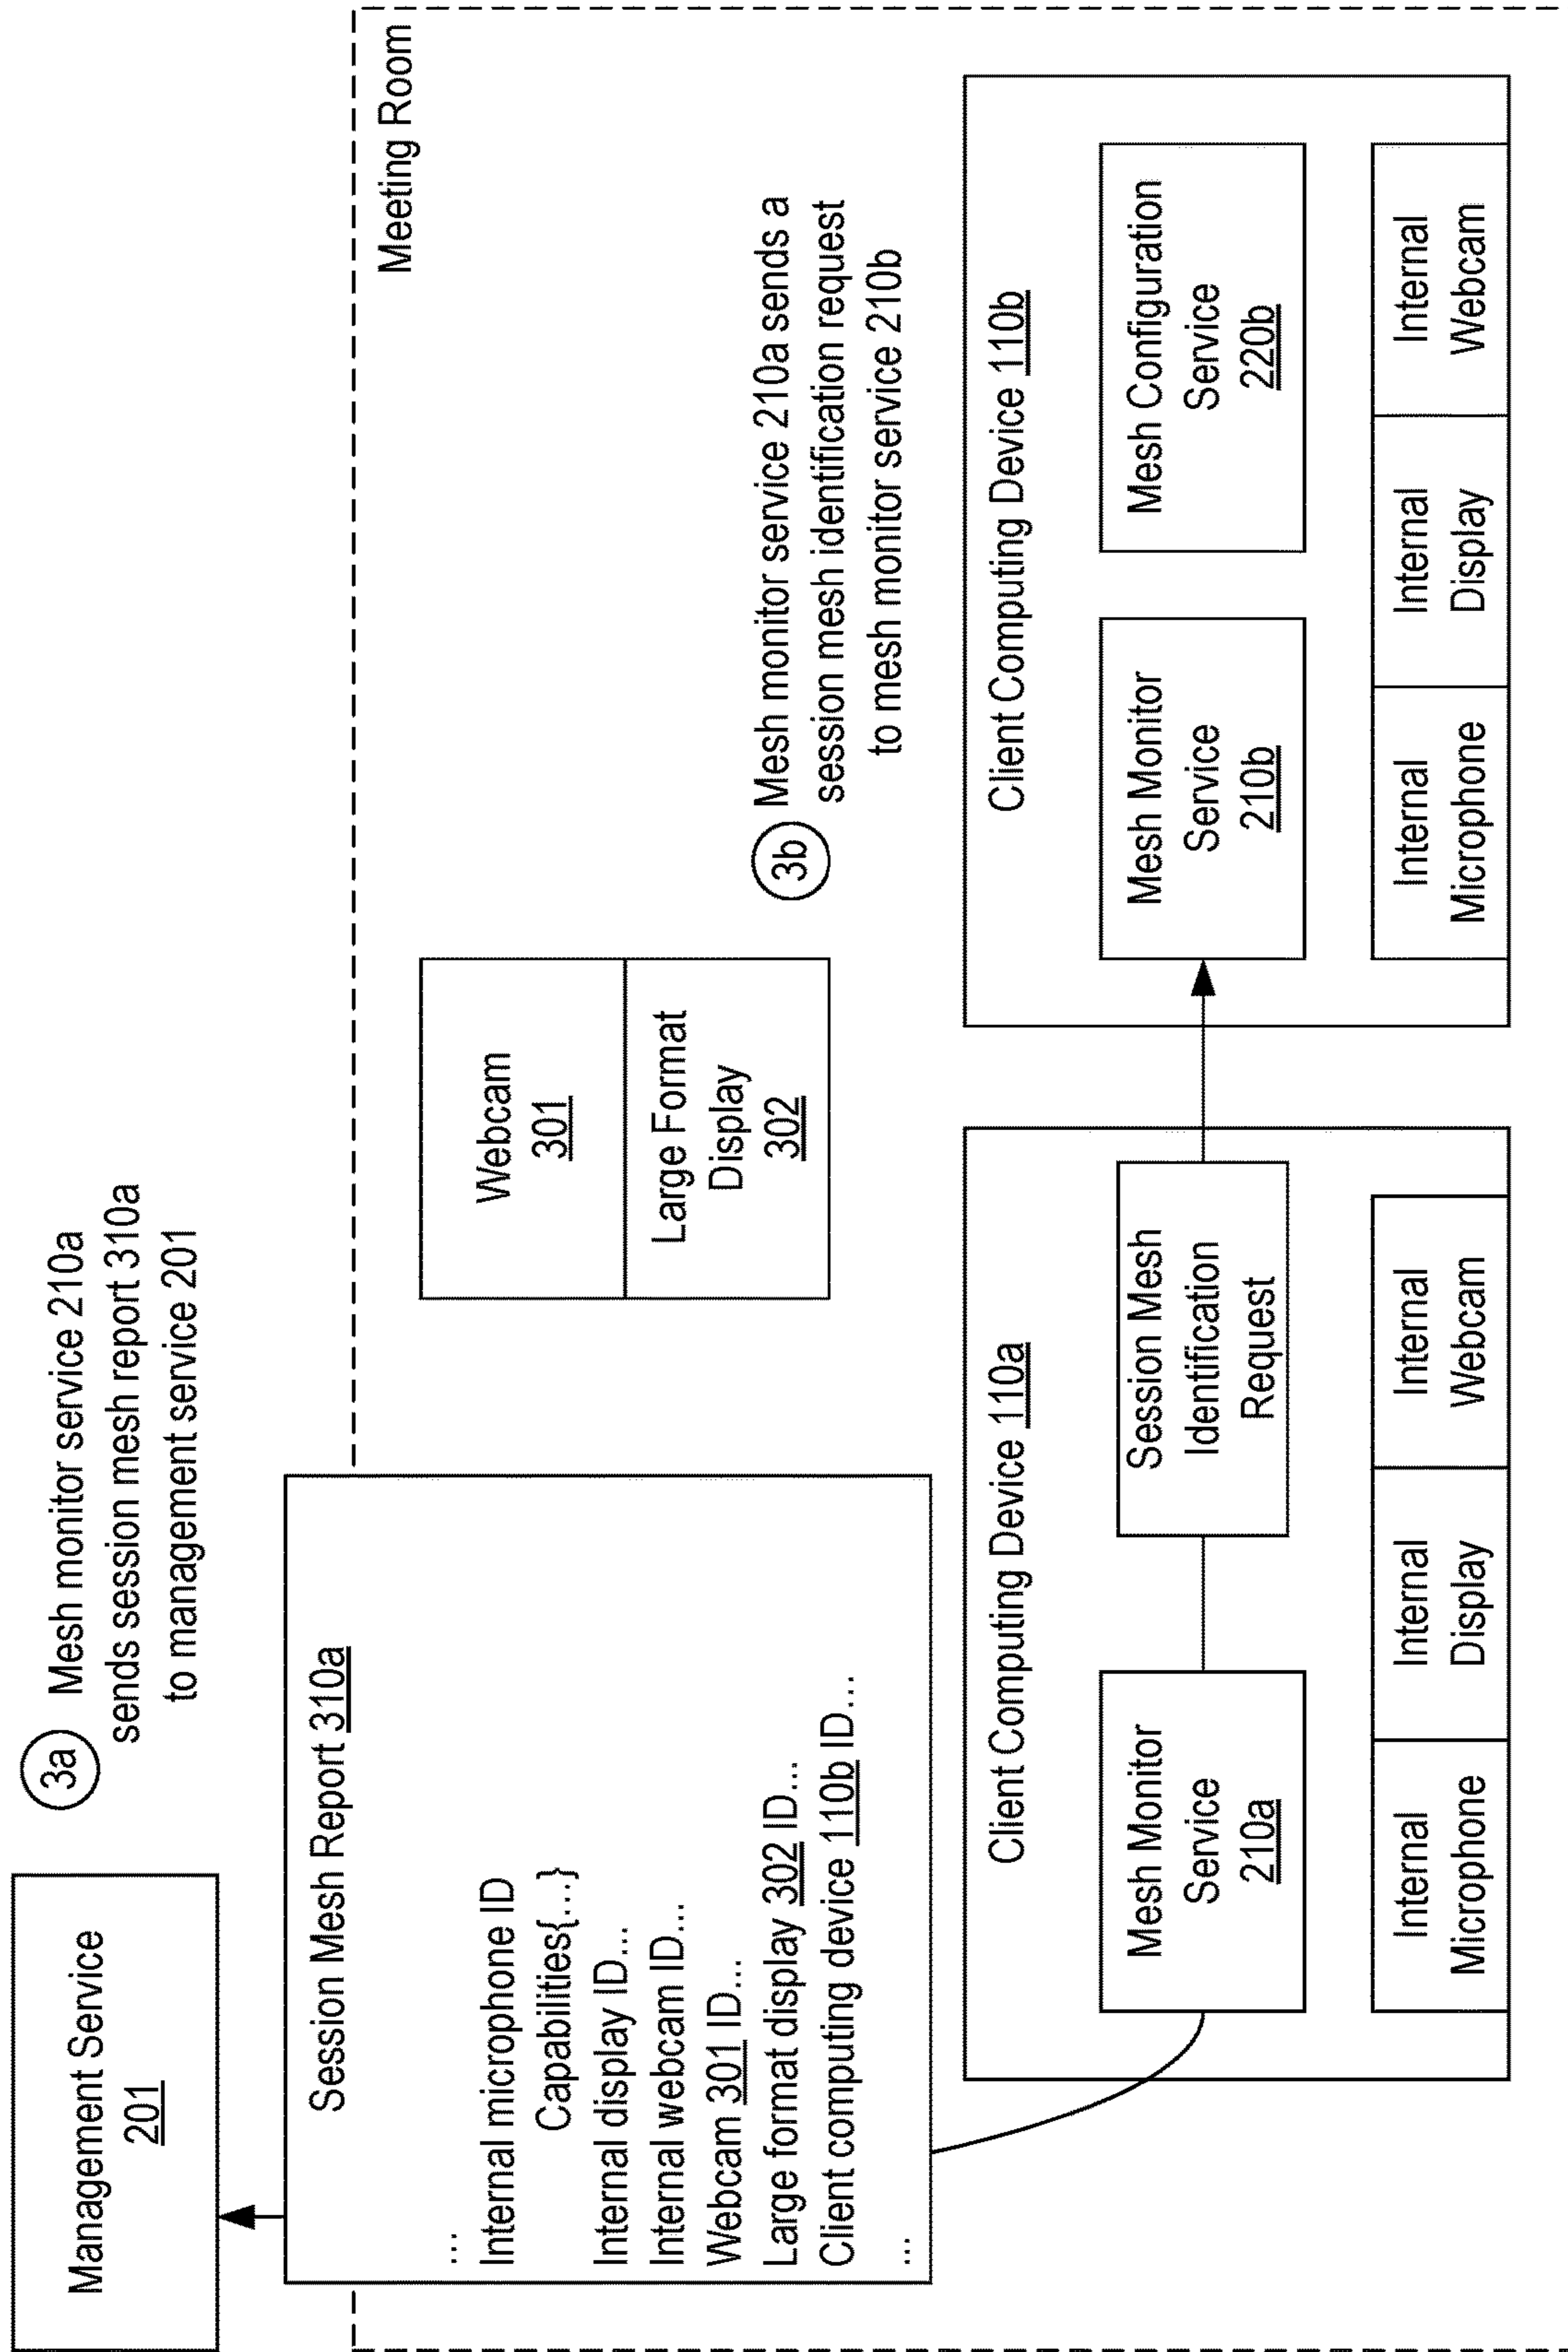 Management Service
201
3a
Mesh monitor service 210a
sends session mesh report 310a
to management service 201
Meeting Room
Session Mesh Report 310a
...
Internal microphone ID
Capabilities{...}
Internal display ID...
Internal webcam ID...
Webcam 301 ID...
Large format display 302 ID...
Client computing device 110b ID...
...
Webcam
301
Large Format
Display
302
3b
Mesh monitor service 210a sends a
session mesh identification request
to mesh monitor service 210b
Client Computing Device 110a
Mesh Monitor
Service
210a
Session Mesh
Identification
Request
Internal
Microphone
Internal
Display
Internal
Webcam
Client Computing Device 110b
Mesh Monitor
Service
210b
Mesh Configuration
Service
220b
Internal
Microphone
Internal
Display
Internal
Webcam